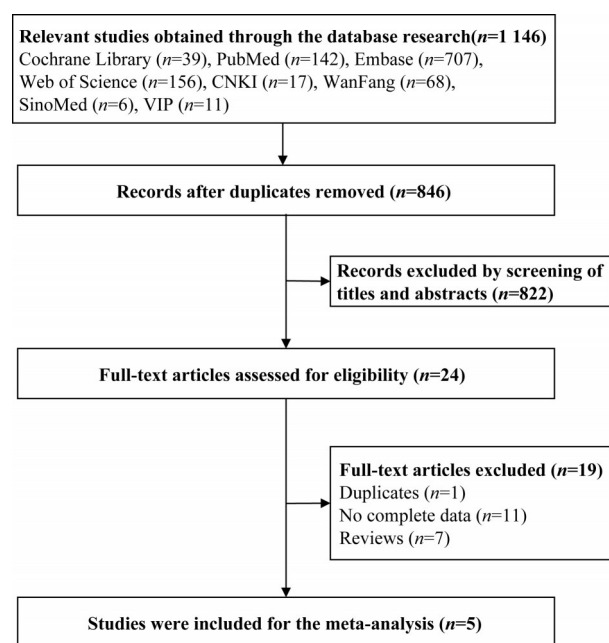 Relevant studies obtained through the database research(n=1 146)
Cochrane Library (n=39), PubMed (n=142), Embase (n=707),
Web of Science (n=156), CNKI (n=17), WanFang (n=68),
SinoMed (n=6), VIP (n=11)
Records after duplicates removed (n=846)
Records excluded by screening of
titles and abstracts (n=822)
Full-text articles assessed for eligibility (n=24)
Full-text articles excluded (n=19)
Duplicates (n=1)
No complete data (n=11)
Reviews (n=7)
Studies were included for the meta-analysis (n=5)